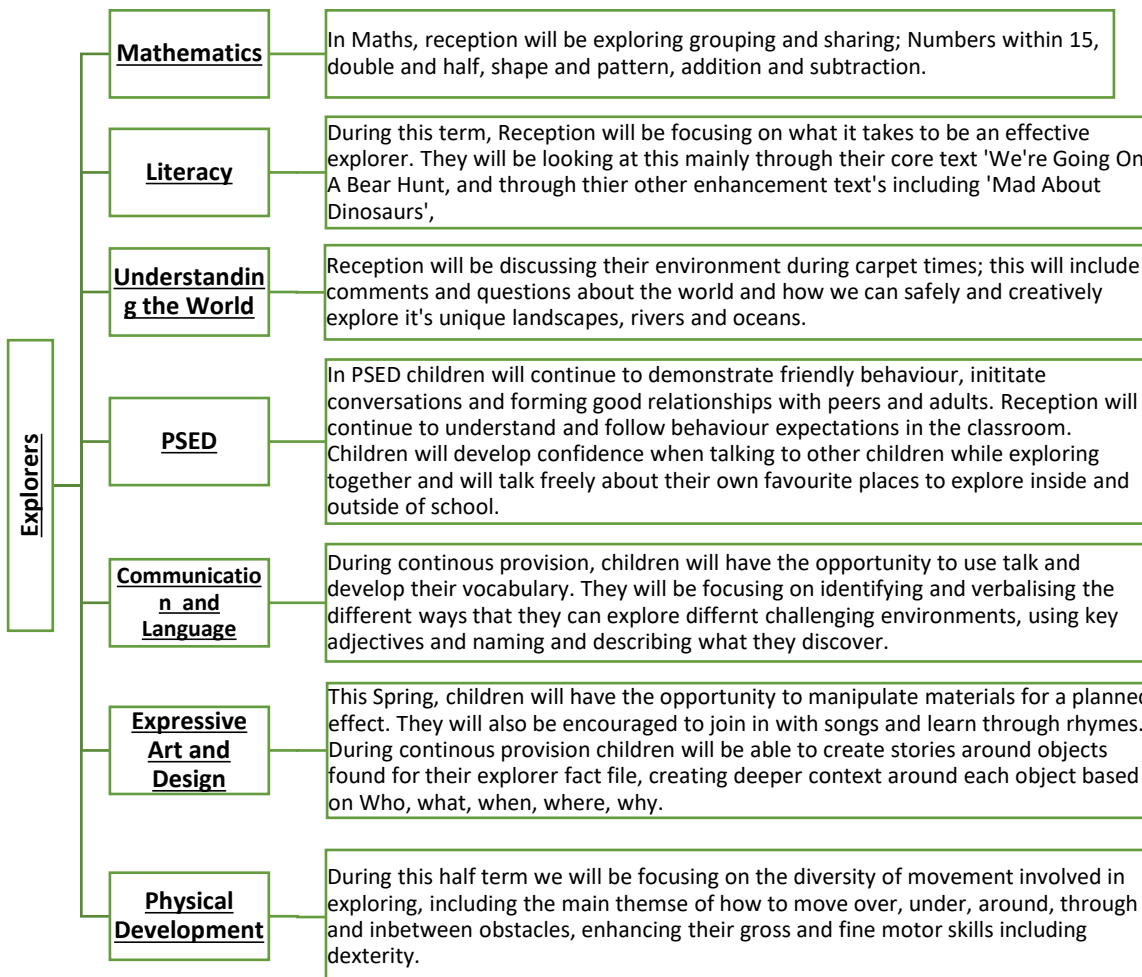 Explorers
Mathematics
In Maths, reception will be exploring grouping and sharing; Numbers within 15,
double and half, shape and pattern, addition and subtraction.
Literacy
During this term, Reception will be focusing on what it takes to be an effective
explorer. They will be looking at this mainly through their core text 'We're Going On
A Bear Hunt, and through thier other enhancement text's including 'Mad About
Dinosaurs',
Understandin
g the World
Reception will be discussing their environment during carpet times; this will include
comments and questions about the world and how we can safely and creatively
explore it's unique landscapes, rivers and oceans.
PSED
In PSED children will continue to demonstrate friendly behaviour, inititate
conversations and forming good relationships with peers and adults. Reception will
continue to understand and follow behaviour expectations in the classroom.
Children will develop confidence when talking to other children while exploring
together and will talk freely about their own favourite places to explore inside and
outside of school.
Communicatio
n and
Language
During continous provision, children will have the opportunity to use talk and
develop their vocabulary. They will be focusing on identifying and verbalising the
different ways that they can explore differnt challenging environments, using key
adjectives and naming and describing what they discover.
Expressive
Art and
Design
This Spring, children will have the opportunity to manipulate materials for a planned
effect. They will also be encouraged to join in with songs and learn through rhymes.
During continous provision children will be able to create stories around objects
found for their explorer fact file, creating deeper context around each object based
on Who, what, when, where, why.
Physical
Development
During this half term we will be focusing on the diversity of movement involved in
exploring, including the main themse of how to move over, under, around, through
and inbetween obstacles, enhancing their gross and fine motor skills including
dexterity.